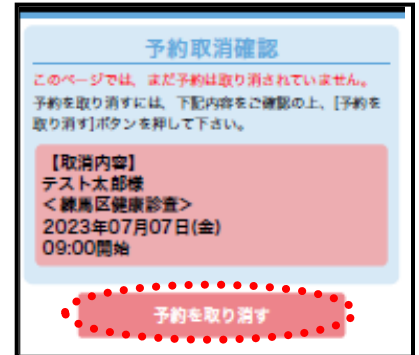 予約取消確認
このページでは、まだ予約は取り消されていません。
予約を取り消すには、下記内容をご確認の上、[予約を
取り消す]ボタンを押して下さい。
【取消内容】
テスト太郎様
＜練馬区健康診査＞
2023年07月07日(金)
09:00開始
予約を取り消す